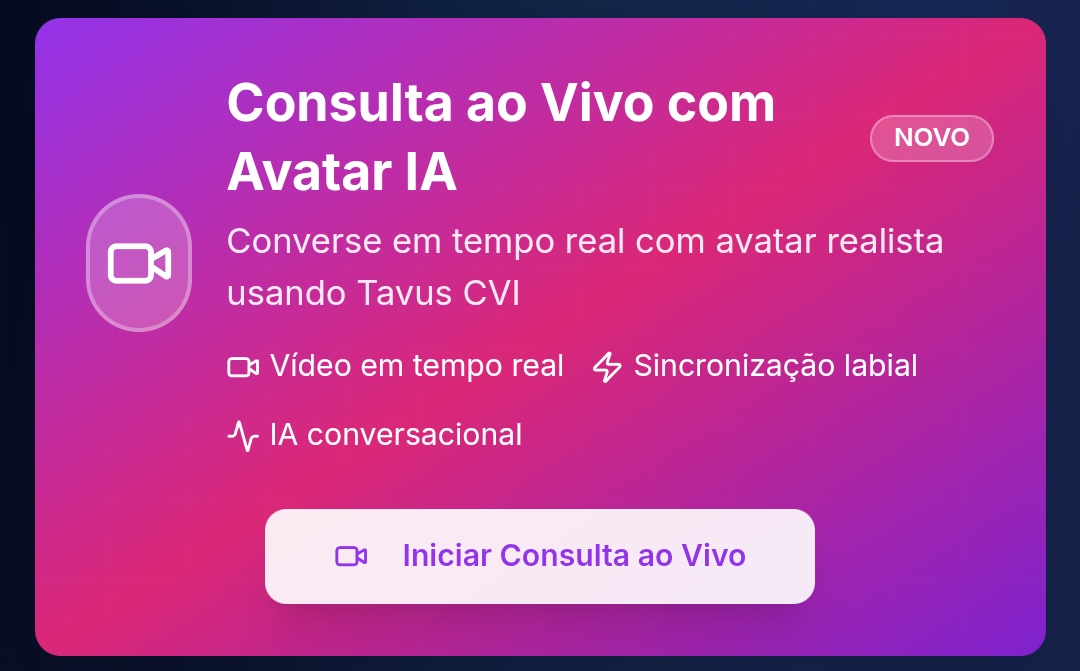 Consulta ao Vivo com
Avatar IA
NOVO
Converse em tempo real com avatar realista
usando Tavus CVI
Vídeo em tempo real
Sincronização labial
IA conversacional
Iniciar Consulta ao Vivo